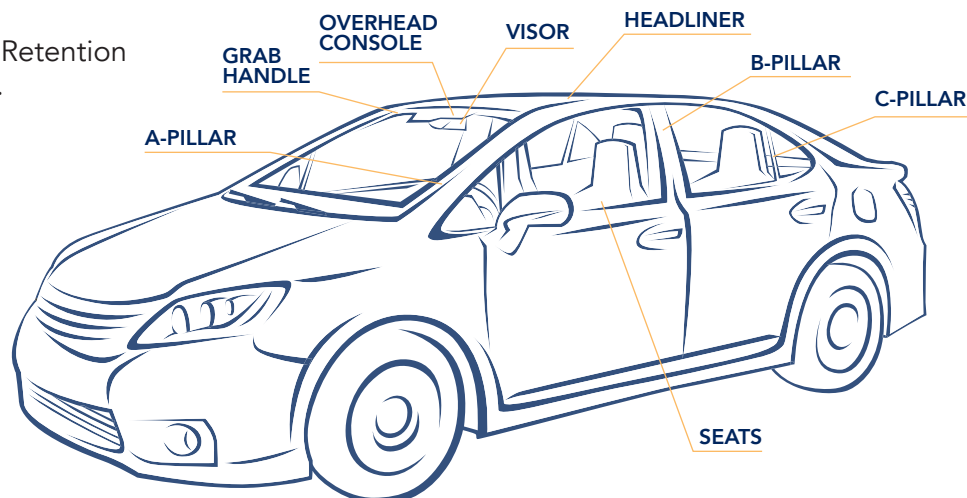 Retention
OVERHEAD
CONSOLE
VISOR
HEADLINER
GRAB
HANDLE
B-PILLAR
C-PILLAR
A-PILLAR
SEATS